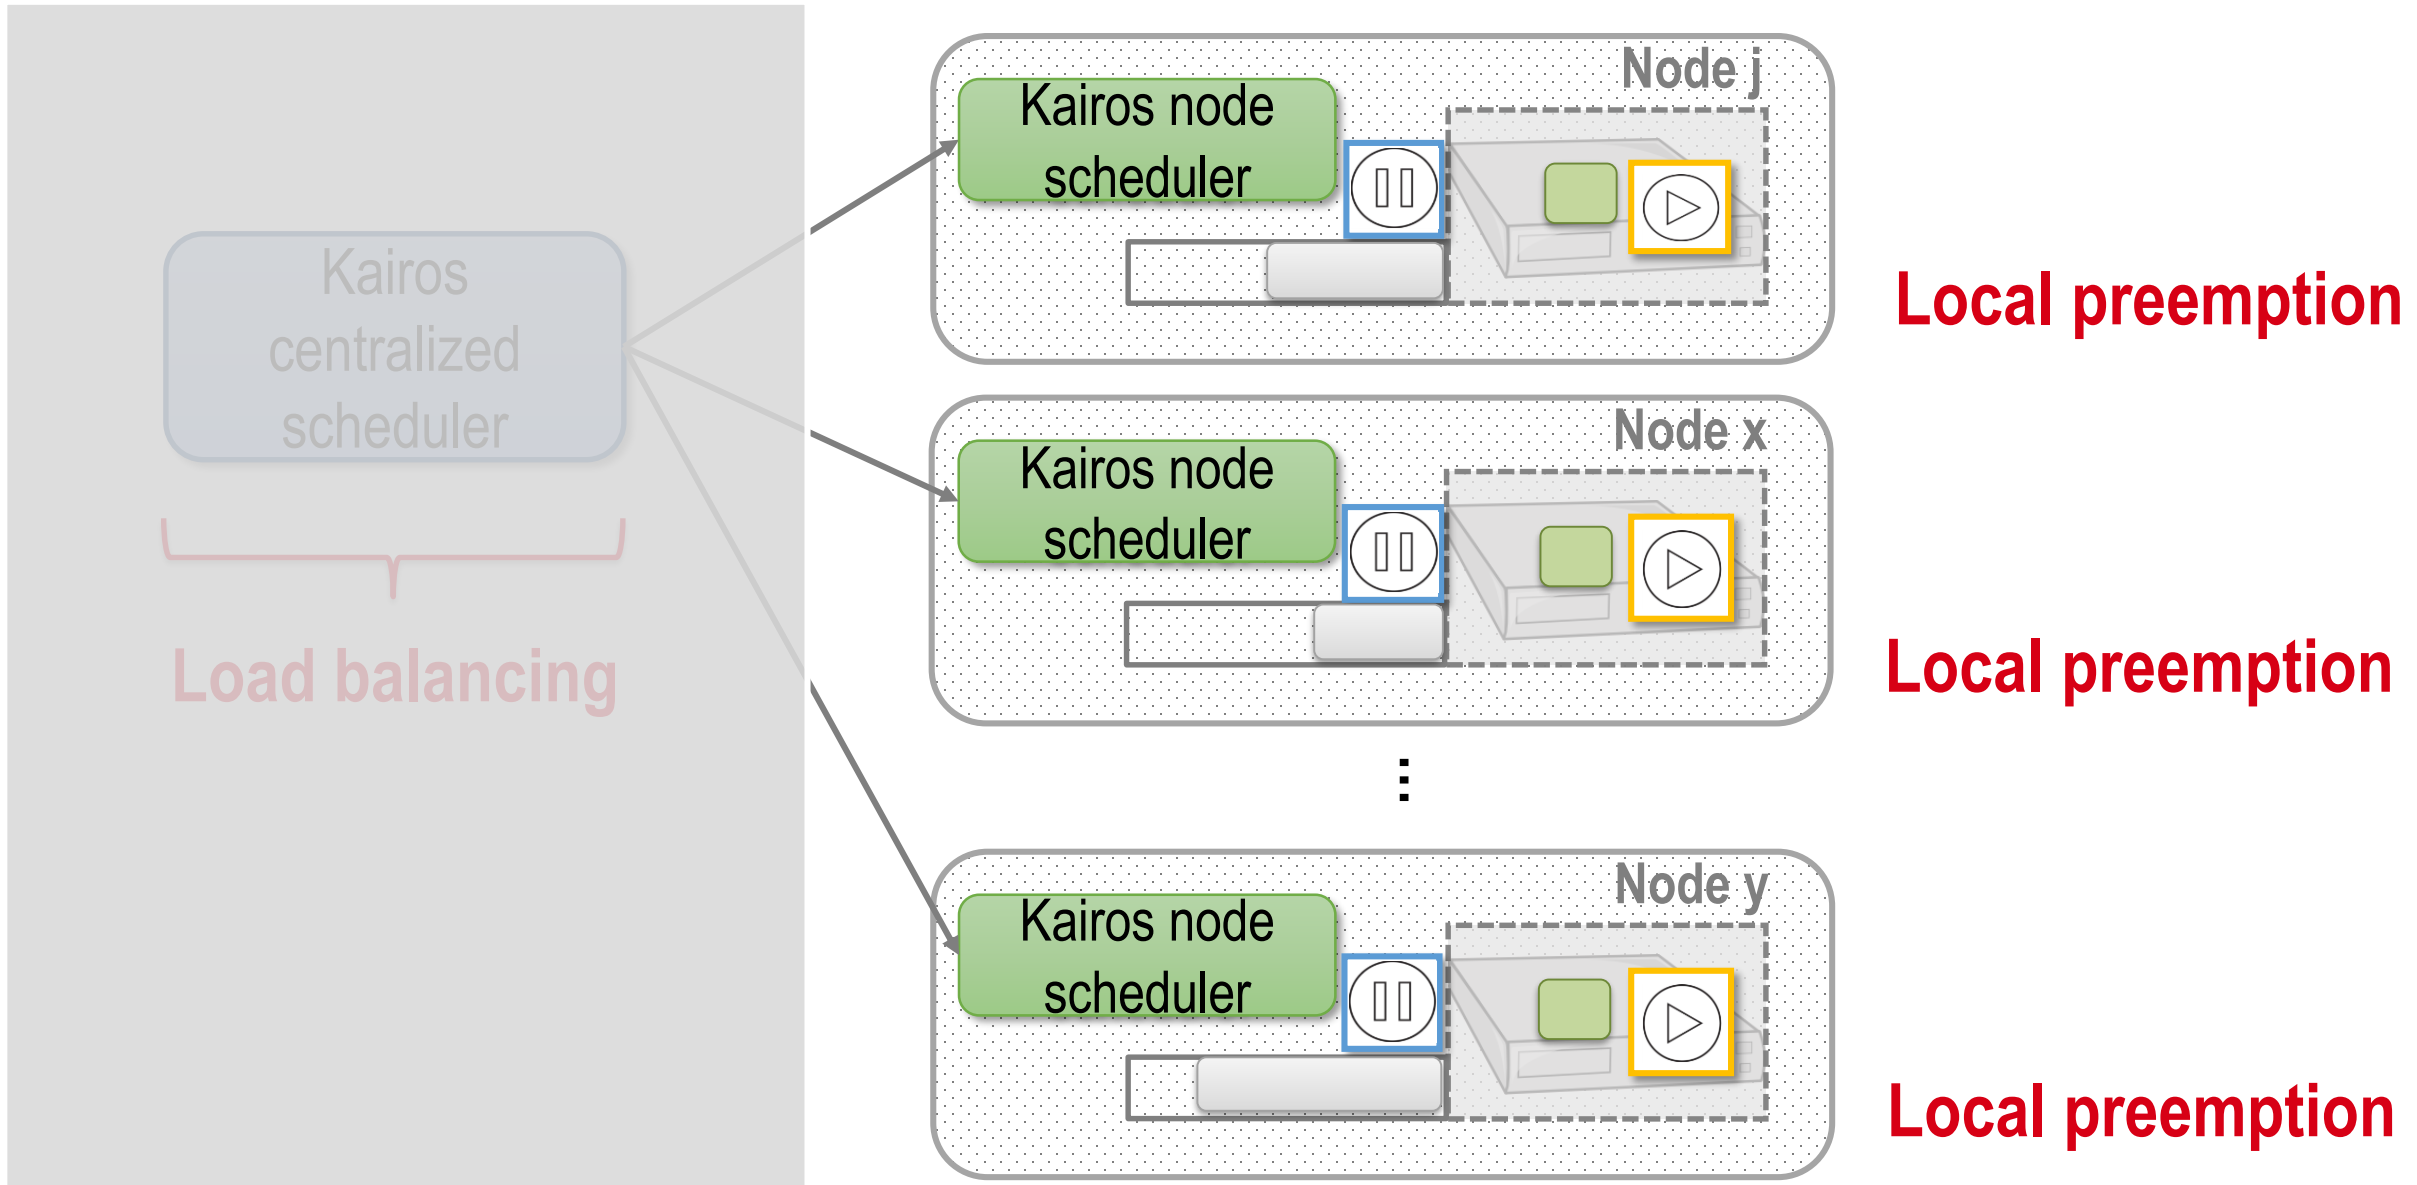 Kairos
centralized
scheduler
Load balancing
Node j
Kairos node
scheduler
Local preemption
Node x
Kairos node
scheduler
Local preemption
...
Node y
Kairos node
scheduler
Local preemption